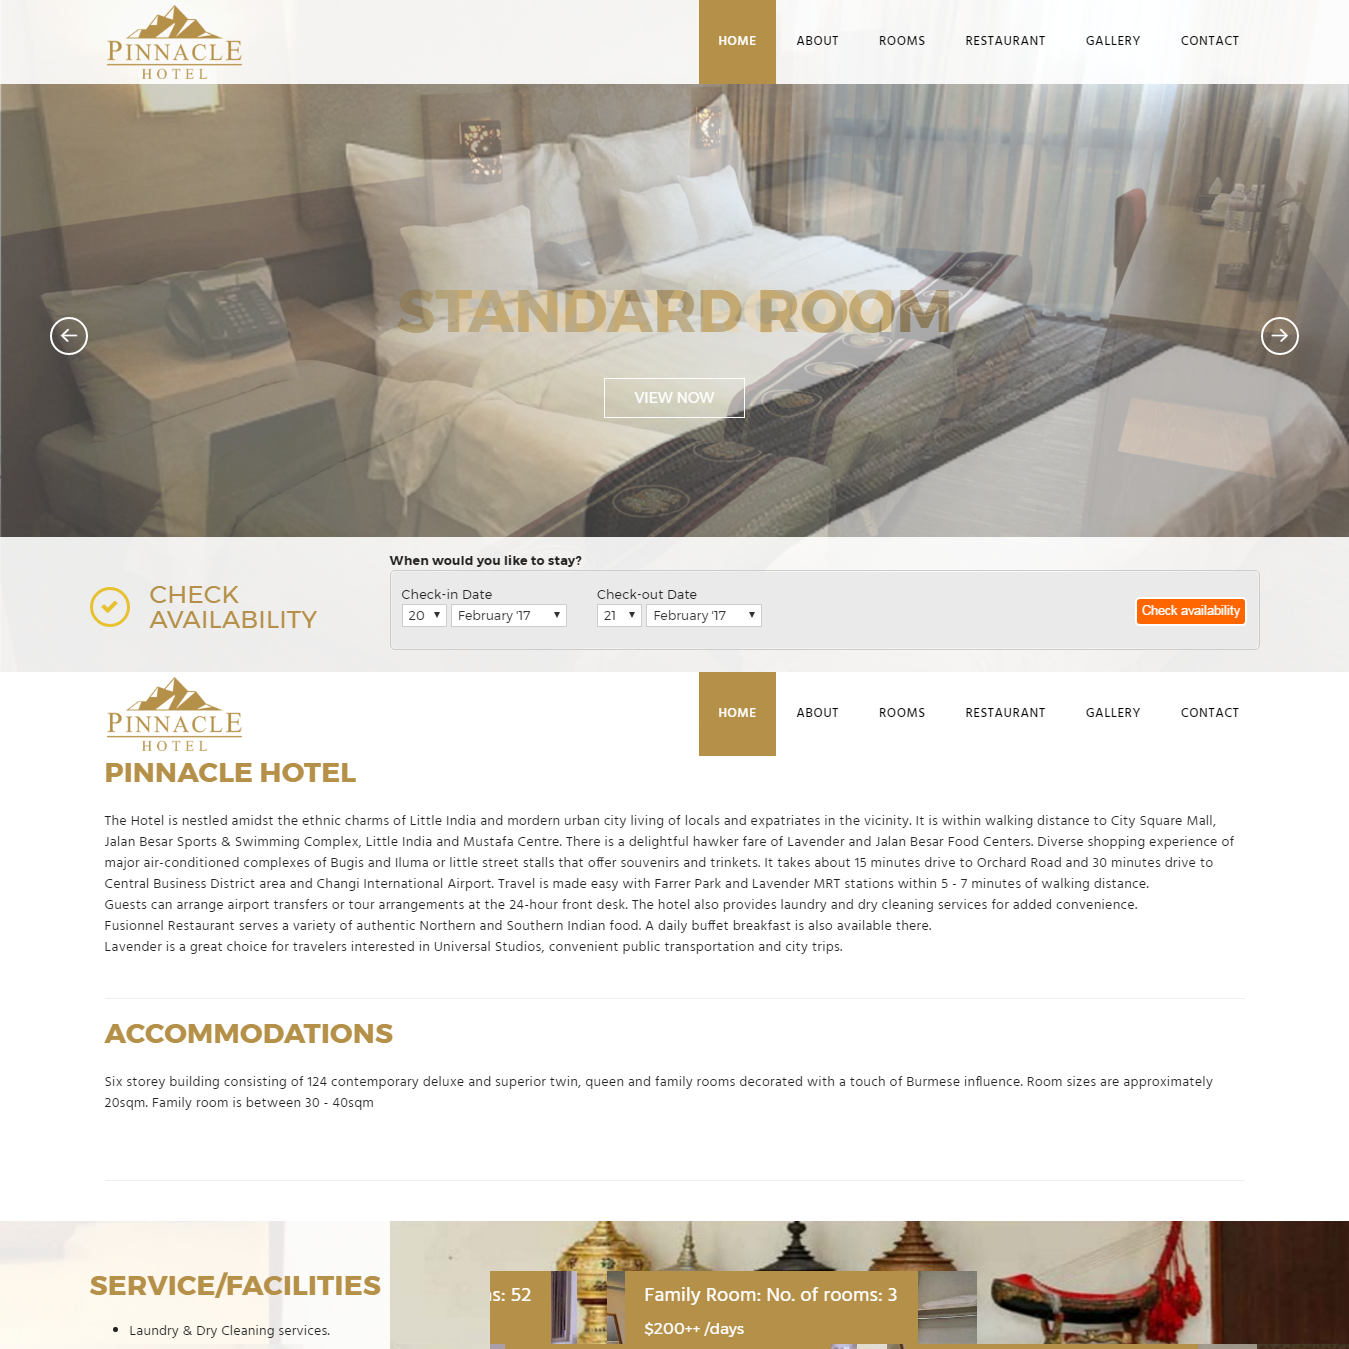 PINNACLE
HOTEL
HOME ABOUT ROOMS RESTAURANT GALLERY CONTACT
STANDARD ROOM
VIEW NOW
CHECK
AVAILABILITY
When would you like to stay?
Check-in Date Check-out Date
20 February '17 21 February '17
Check availability
PINNACLE
HOTEL
HOME ABOUT ROOMS RESTAURANT GALLERY CONTACT
PINNACLE HOTEL
The Hotel is nestled amidst the ethnic charms of Little India and mordern urban city living of locals and expatriates in the vicinity. It is within walking distance to City Square Mall,
Jalan Besar Sports & Swimming Complex, Little India and Mustafa Centre. There is a delightful hawker fare of Lavender and Jalan Besar Food Centers. Diverse shopping experience of
major air-conditioned complexes of Bugis and Iluma or little street stalls that offer souvenirs and trinkets. It takes about 15 minutes drive to Orchard Road and 30 minutes drive to
Central Business District area and Changi International Airport. Travel is made easy with Farrer Park and Lavender MRT stations within 5 - 7 minutes of walking distance.
Guests can arrange airport transfers or tour arrangements at the 24-hour front desk. The hotel also provides laundry and dry cleaning services for added convenience.
Fusionnel Restaurant serves a variety of authentic Northern and Southern Indian food. A daily buffet breakfast is also available there.
Lavender is a great choice for travelers interested in Universal Studios, convenient public transportation and city trips.
ACCOMMODATIONS
Six storey building consisting of 124 contemporary deluxe and superior twin, queen and family rooms decorated with a touch of Burmese influence. Room sizes are approximately
20sqm. Family room is between 30 - 40sqm
SERVICE/FACILITIES
Laundry & Dry Cleaning services.
s: 52
Family Room: No. of rooms: 3
$200++ /days